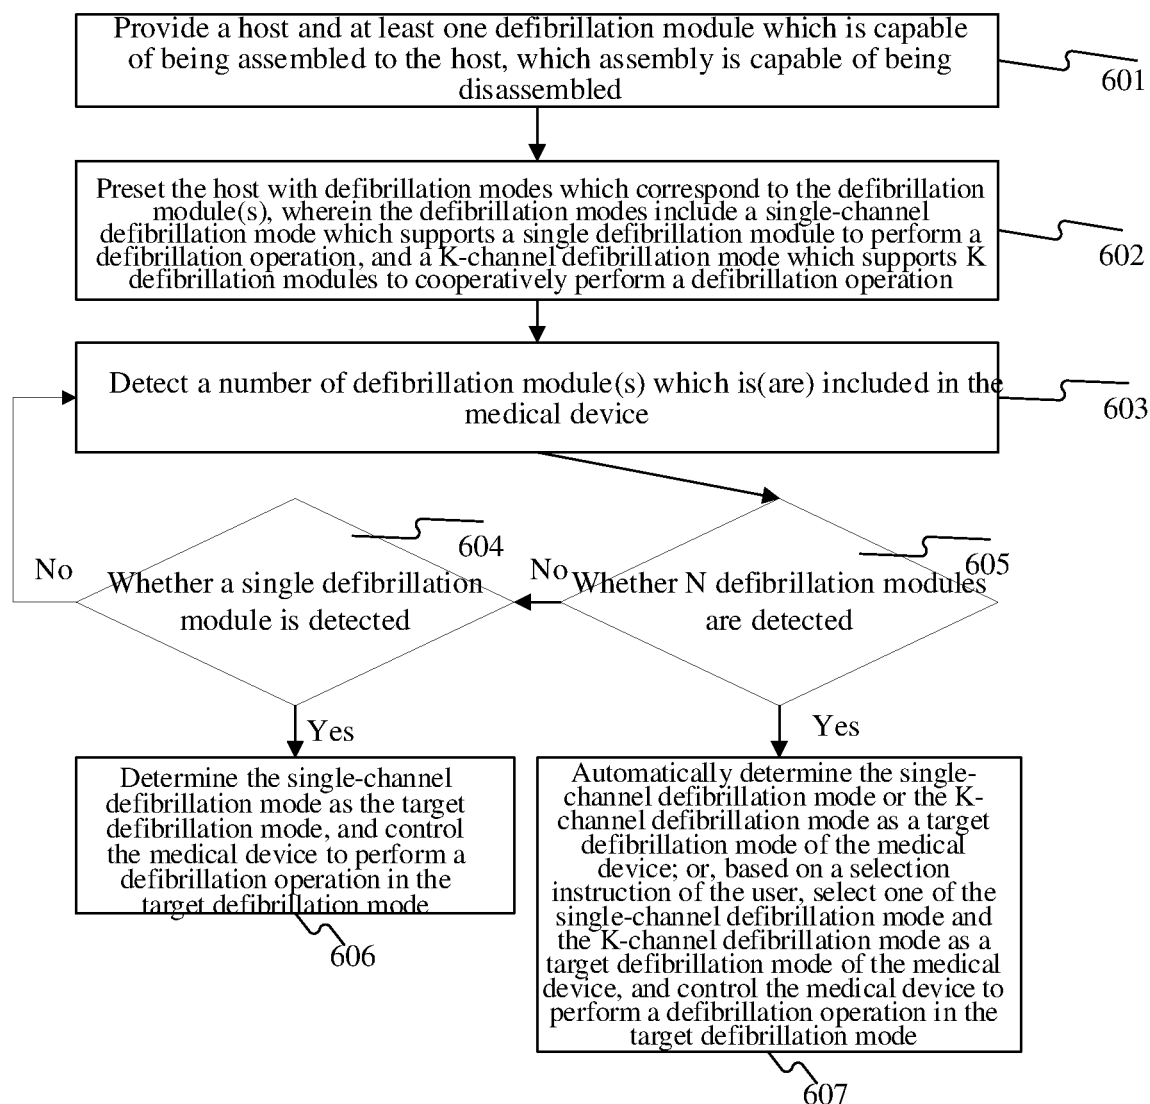 Provide a host and at least one defibrillation module which is capable
of being assembled to the host, which assembly is capable of being
disassembled
601
Preset the host with defibrillation modes which correspond to the defibrillation
module(s), wherein the defibrillation modes include a single-channel
defibrillation mode which supports a single defibrillation module to perform a
defibrillation operation, and a K-channel defibrillation mode which supports K
defibrillation modules to cooperatively perform a defibrillation operation
602
Detect a number of defibrillation module(s) which is(are) included in the
medical device
603
604
605
No
Whether a single defibrillation
module is detected
No
Whether N defibrillation modules
are detected
Yes
Yes
Determine the single-channel
defibrillation mode as the target
defibrillation mode, and control
the medical device to perform a
defibrillation operation in the
target defibrillation mode
606
Automatically determine the single-
channel defibrillation mode or the K-
channel defibrillation mode as a target
defibrillation mode of the medical
device; or, based on a selection
instruction of the user, select one of the
single-channel defibrillation mode and
the K-channel defibrillation mode as a
target defibrillation mode of the medical
device, and control the medical device to
perform a defibrillation operation in the
target defibrillation mode
607